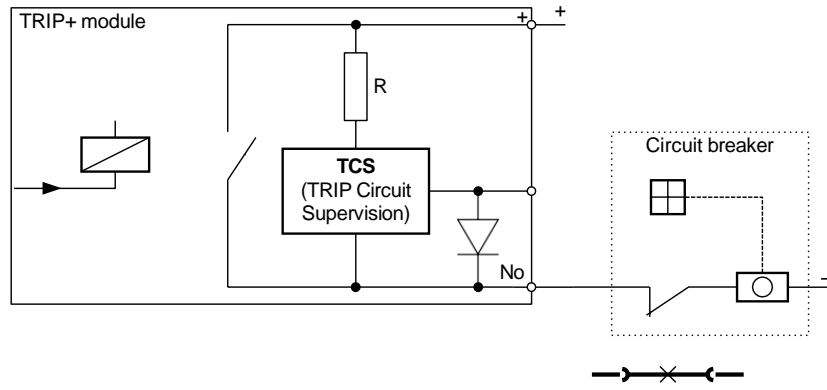 TRIP+ module
+
+
R
TCS
(TRIP Circuit
Supervision)
Circuit breaker
No
-